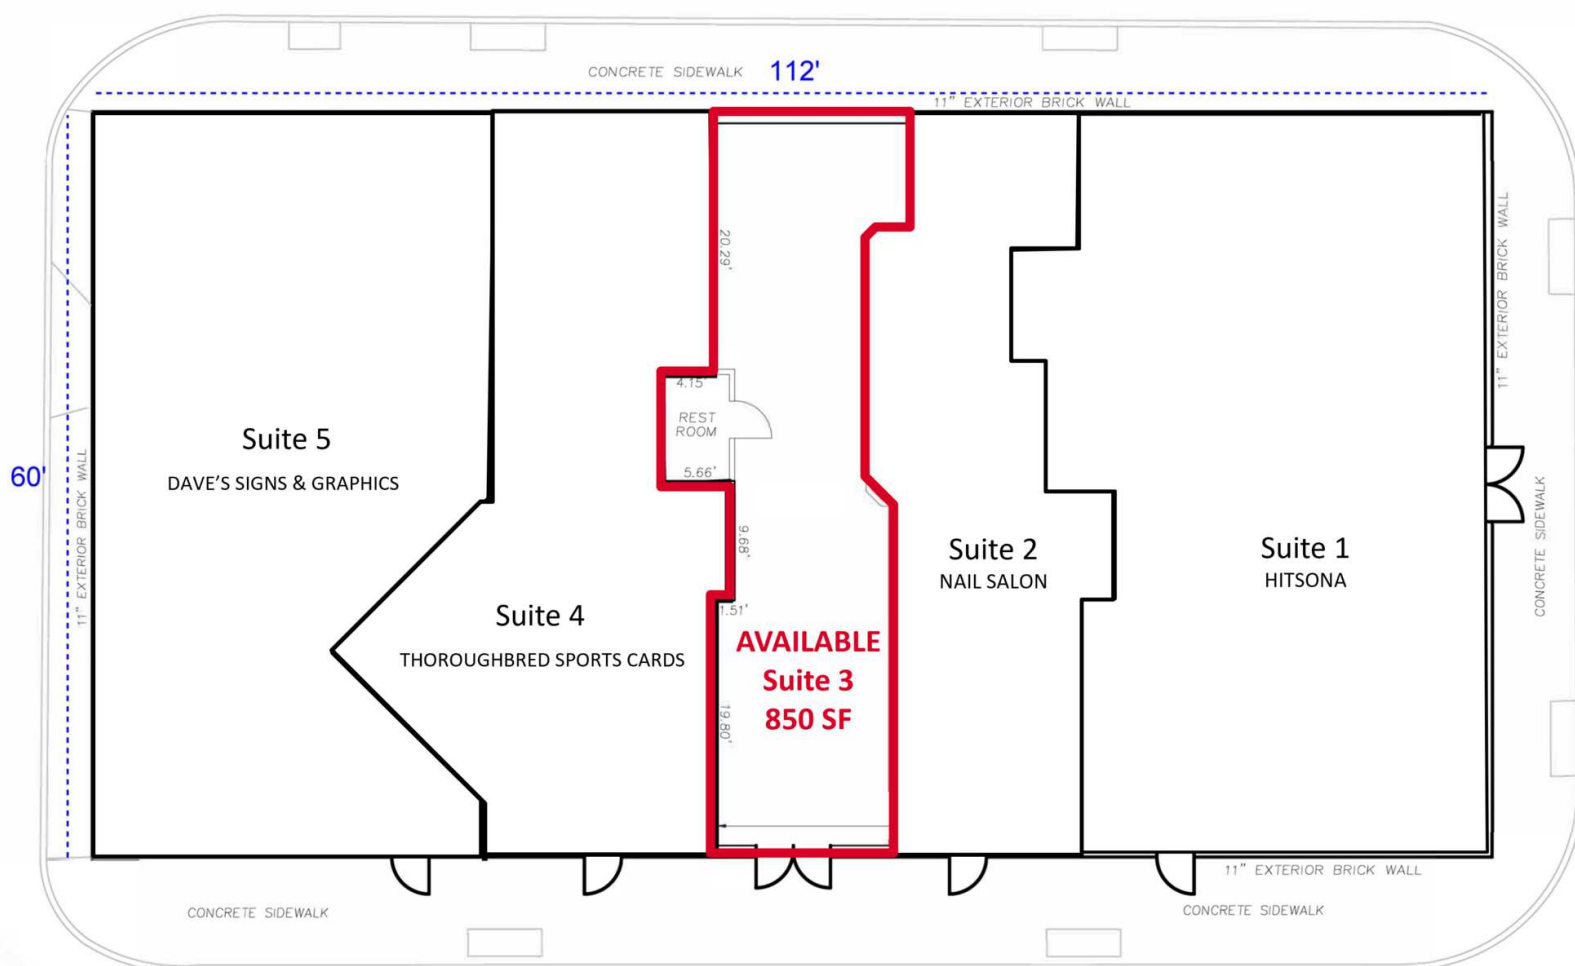 CONCRETE SIDEWALK
112'
11" EXTERIOR BRICK WALL
20.29'
11" EXTERIOR BRICK WALL
4.15'
REST
ROOM
5.66'
Suite 5
DAVE'S SIGNS & GRAPHICS
60'
11" EXTERIOR BRICK WALL
9.68'
Suite 2
NAIL SALON
Suite 1
HITSONA
CONCRETE SIDEWALK
Suite 4
THOROUGHBRED SPORTS CARDS
1.51'
AVAILABLE
Suite 3
850 SF
19.80'
11" EXTERIOR BRICK WALL
CONCRETE SIDEWALK
CONCRETE SIDEWALK